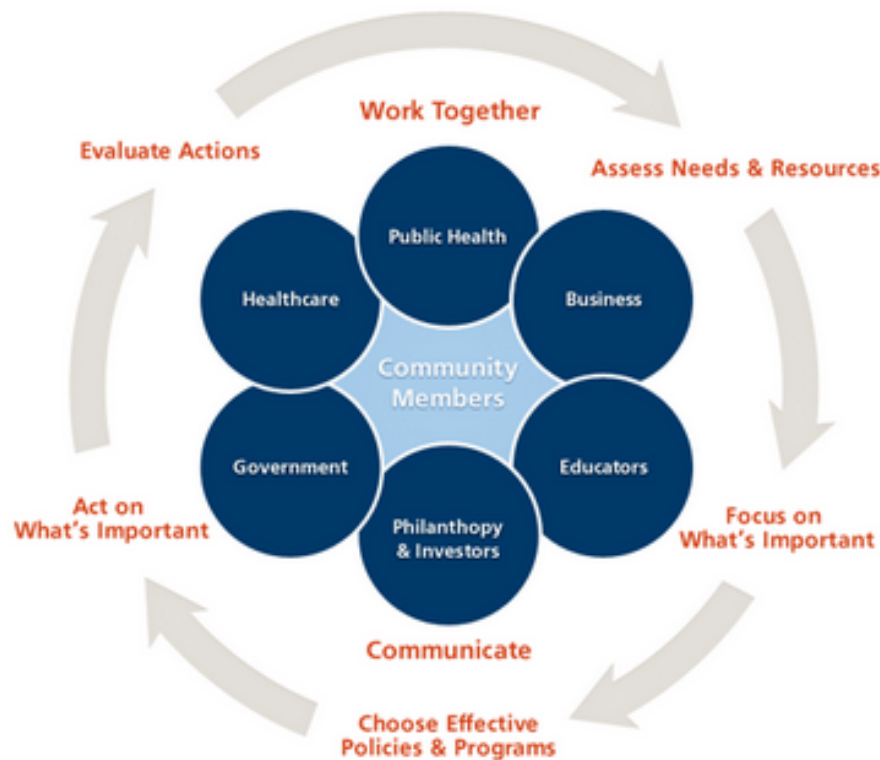 Work Together
Evaluate Actions
Assess Needs & Resources
Public Health
Healthcare
Business
Community
Members
Government
Educators
Philanthopy
& Investors
Act on
What's Important
Focus on
What's Important
Communicate
Choose Effective
Policies & Programs